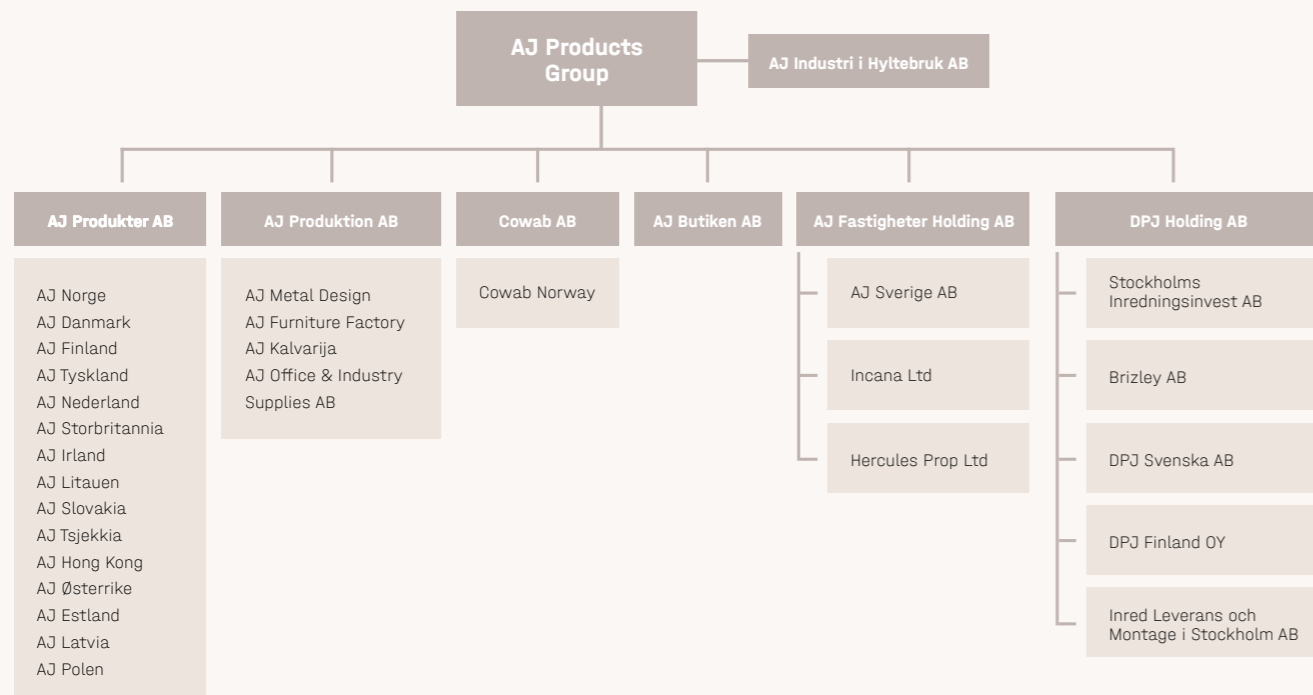 AJ Products
Group
AJ Industri i Hyltebruk AB
AJ Produkter AB
AJ Norge
AJ Danmark
AJ Finland
AJ Tyskland
AJ Nederland
AJ Storbritannia
AJ Irland
AJ Litauen
AJ Slovakia
AJ Tsjekkia
AJ Hong Kong
AJ Østerrike
AJ Estland
AJ Latvia
AJ Polen
AJ Produktion AB
AJ Metal Design
AJ Furniture Factory
AJ Kalvarija
AJ Office & Industry
Supplies AB
Cowab AB
Cowab Norway
AJ Butiken AB
AJ Fastigheter Holding AB
AJ Sverige AB
Incana Ltd
Hercules Prop Ltd
DPJ Holding AB
Stockholms
Inredningsinvest AB
Brizley AB
DPJ Svenska AB
DPJ Finland OY
Inred Leverans och
Montage i Stockholm AB